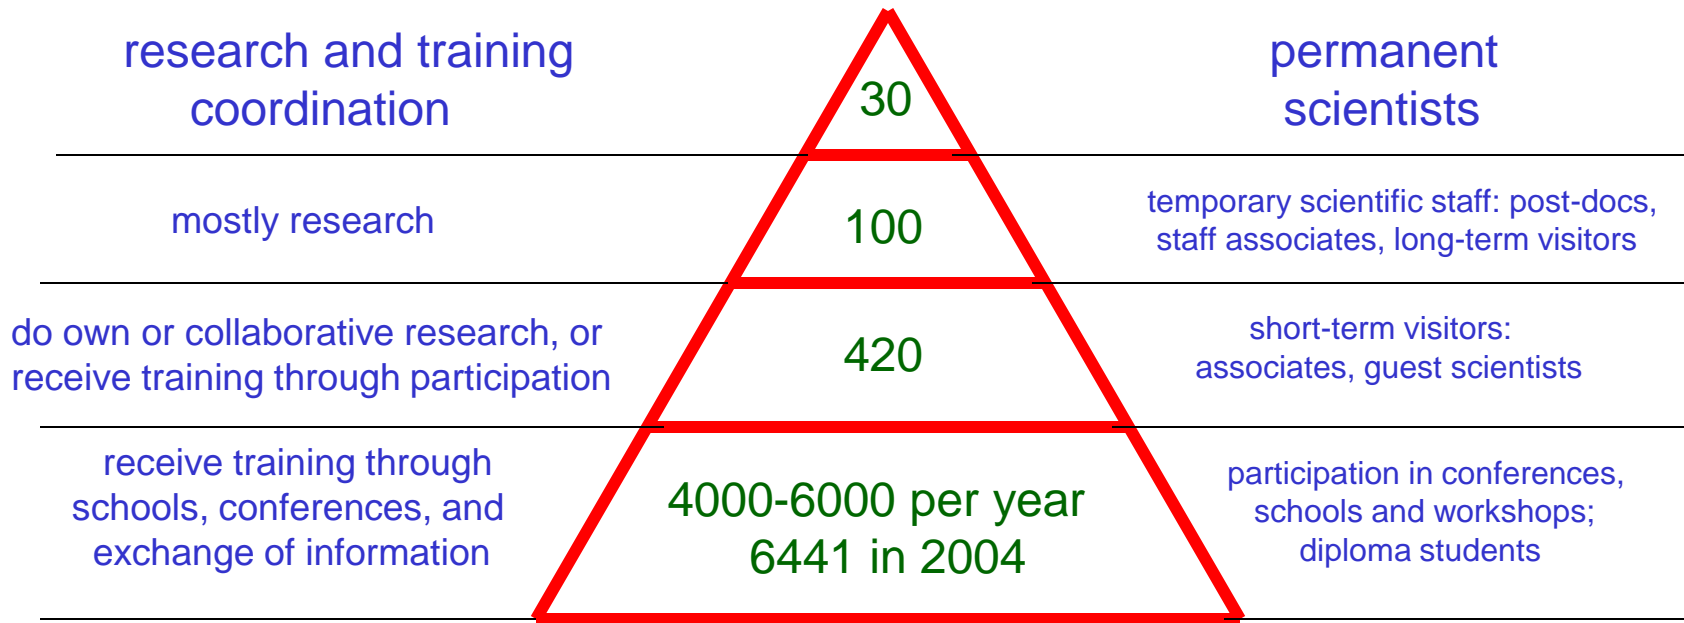 research and training
coordination
30
permanent
scientists
mostly research
100
temporary scientific staff: post-docs,
staff associates, long-term visitors
do own or collaborative research, or
receive training through participation
420
short-term visitors:
associates, guest scientists
receive training through
schools, conferences, and
exchange of information
4000-6000 per year
6441 in 2004
participation in conferences,
schools and workshops;
diploma students